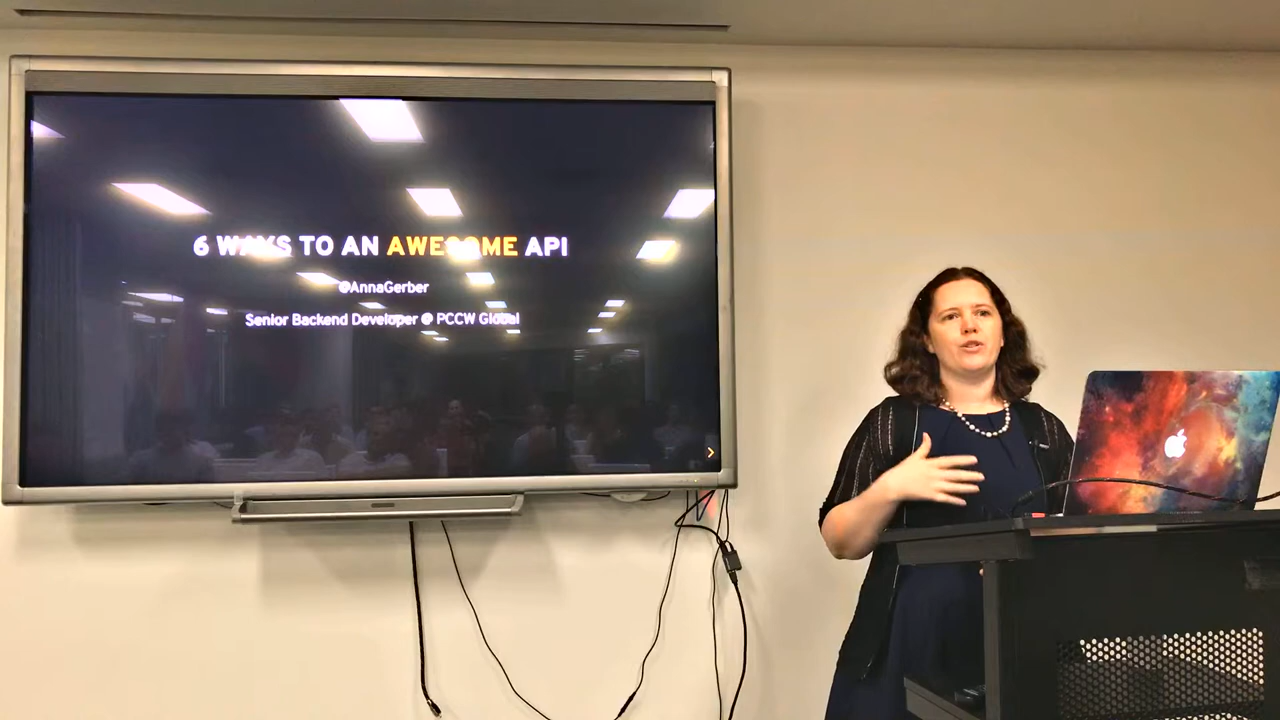 6 WAYS TO AN AWESOME API
@AnnaGerber
Senior Backend Developer @ PCCW Global